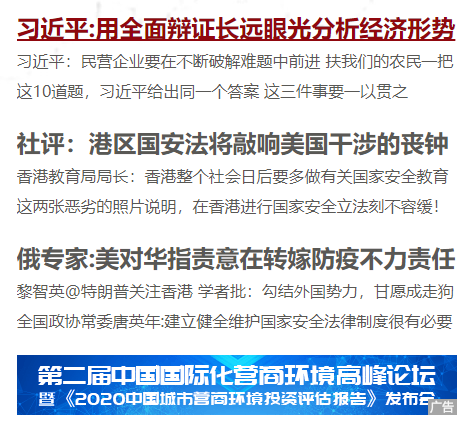 习近平:用全面辩证长远眼光分析经济形势
习近平：民营企业要在不断破解难题中前进 扶我们的农民一把
这10道题，习近平给出同一个答案 这三件事要一以贯之
社评：港区国安法将敲响美国干涉的丧钟
香港教育局局长：香港整个社会日后要多做有关国家安全教育
这两张恶劣的照片说明，在香港进行国家安全立法刻不容缓！
俄专家:美对华指责意在转嫁防疫不力责任
黎智英@特朗普关注香港 学者批：勾结外国势力，甘愿成走狗
全国政协常委唐英年:建立健全维护国家安全法律制度很有必要
第二届中国国际化营商环境高峰论坛
暨《2020中国城市营商环境投资评估报告》发布会
广告